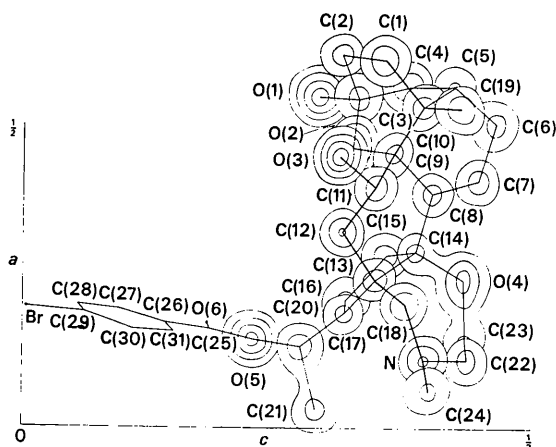 C(2)
C(1)
C(4)
C(5)
O(1)
C(19)
½
O(2)
C(3)
C(6)
C(10)
O(3)
C(9)
C(11)
C(7)
C(15)
C(8)
C(12)
C(14)
a
C(13)
C(28)
C(27)
C(16)
O(4)
C(26)
O(6)
C(20)
Br
C(29)
C(18)
C(23)
C(30)
C(31)
C(25)
C(17)
O(5)
N
C(22)
C(21)
C(24)
0
c
½